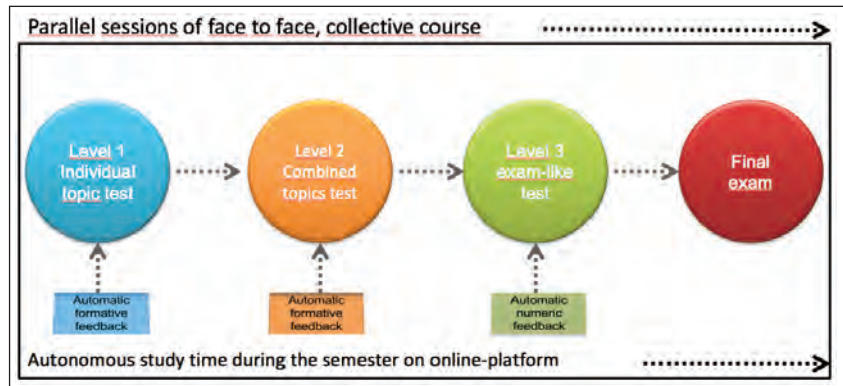 Parallel sessions of face to face, collective course
Level 1
Individual
topic test
Level 2
Combined
topics test
Level 3
exam-like
test
Final
exam
Automatic
formative
feedback
Automatic
formative
feedback
Automatic
numeric
feedback
Autonomous study time during the semester on online-platform